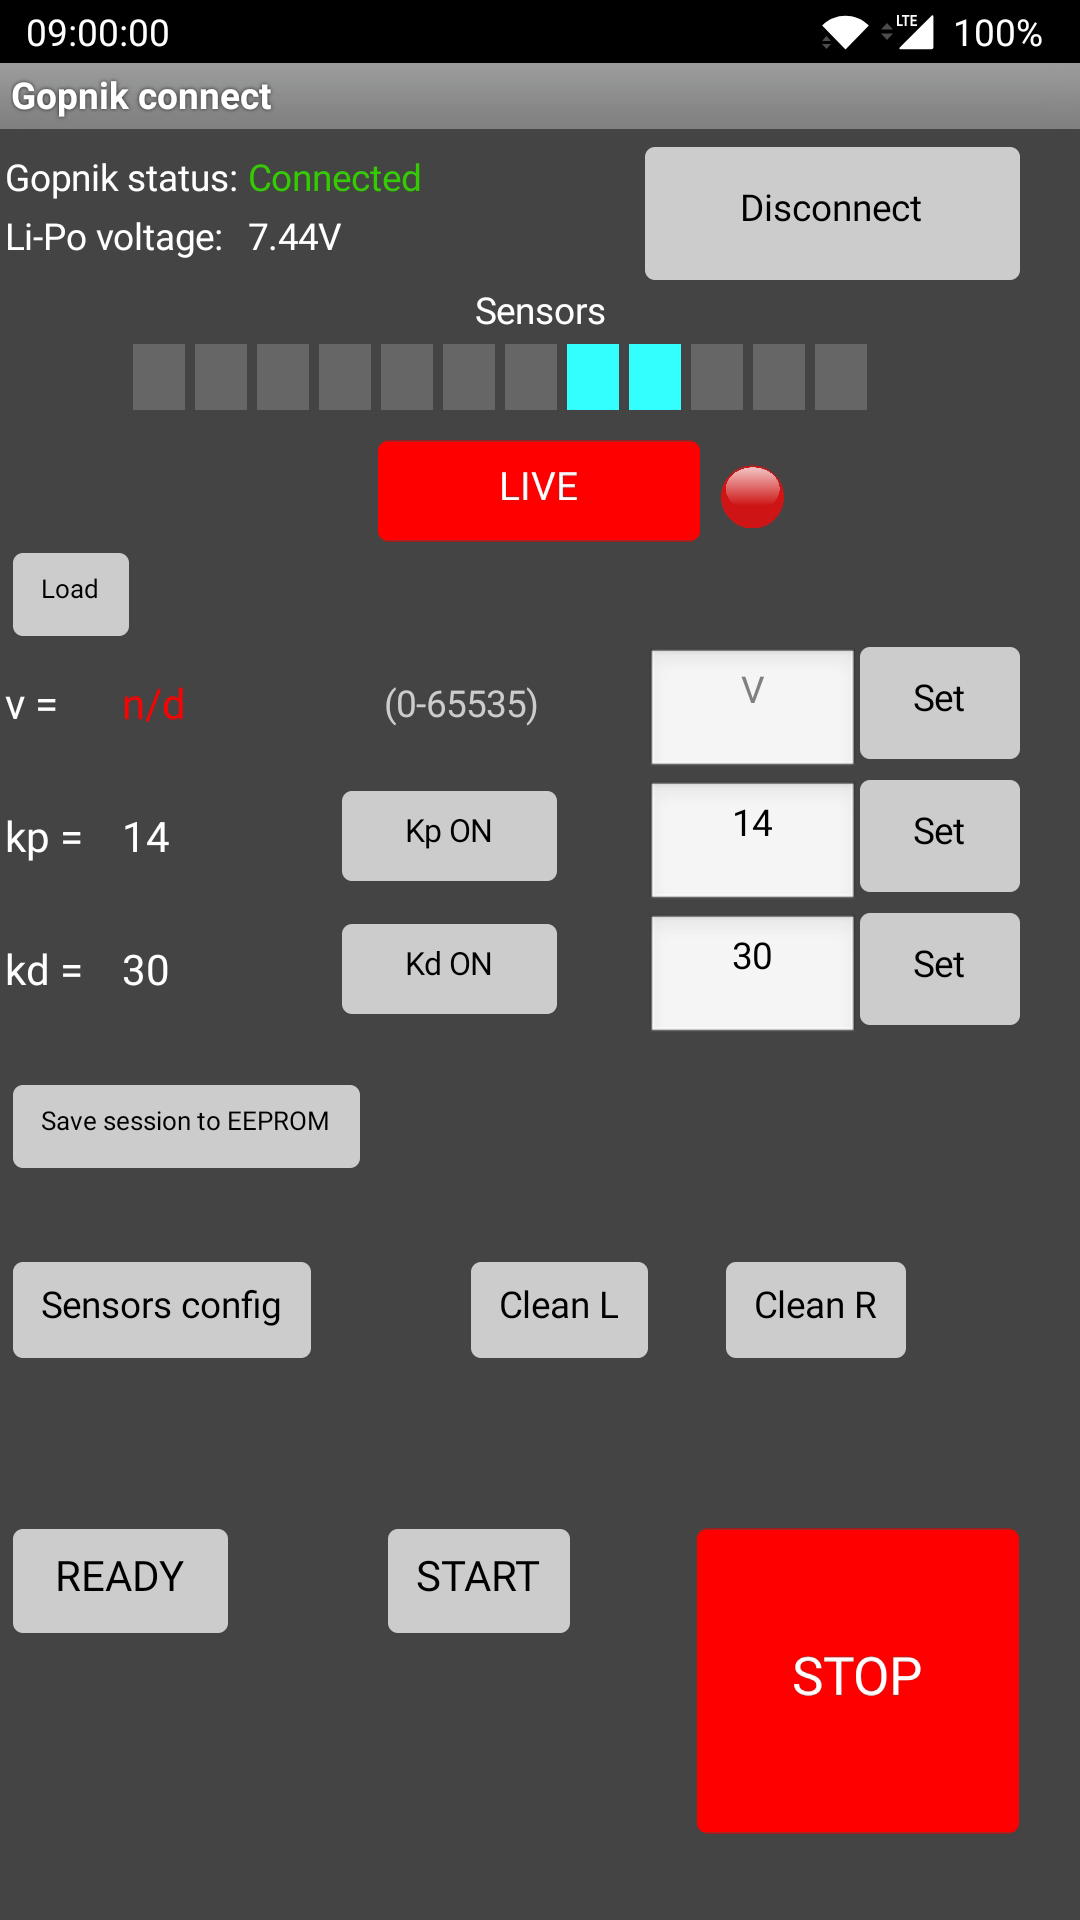 09:00:00 LTE 100%
Gopnik connect
Gopnik status: Connected
Disconnect
Li-Po voltage: 7.44V
Sensors
LIVE
Load
v = n/d (0-65535) V Set
kp = 14 Kp ON 14 Set
kd = 30 Kd ON 30 Set
Save session to EEPROM
Sensors config Clean L Clean R
READY START
STOP